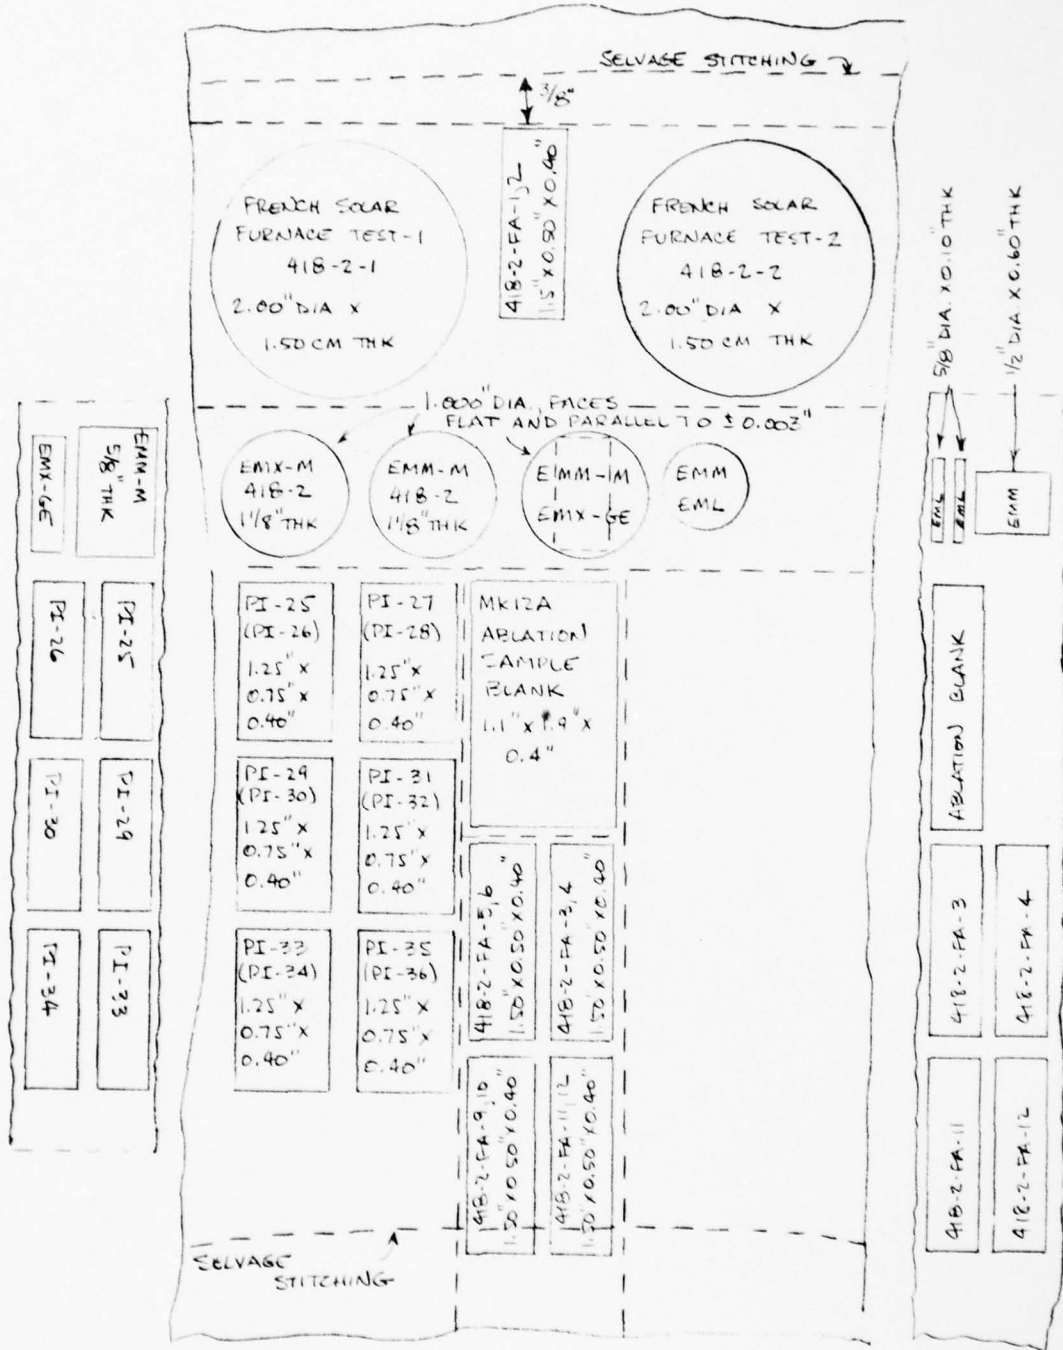 SELVAGE STITCHING
3/8"
FRENCH SOLAR
FURNACE TEST-1
418-2-1
2.00" DIA X
1.50 CM THK
418-2-FA-1,2
1.5" X 0.50" X 0.40"
FRENCH SOLAR
FURNACE TEST-2
418-2-2
2.00" DIA X
1.50 CM THK
5/8" DIA. X 0.10" THK
1/2" DIA X 0.60" THK
1.000" DIA., FACES
FLAT AND PARALLEL TO ± 0.003"
EMX-M
418-2
1 1/8" THK
EMM-M
418-2
1 1/8" THK
EMM-M
EMX-GE
EMM
EML
EMM-M
5/8" THK
EMX-GE
EML
EML
EMM
PI-26
PI-25
PI-30
PI-29
PI-34
PI-33
PI-25
(PI-26)
1.25" X
0.75" X
0.40"
PI-27
(PI-28)
1.25" X
0.75" X
0.40"
MK12A
ABLATION
SAMPLE
BLANK
1.1" X 1.9" X
0.4"
PI-29
(PI-30)
1.25" X
0.75" X
0.40"
PI-31
(PI-32)
1.25" X
0.75" X
0.40"
PI-33
(PI-34)
1.25" X
0.75" X
0.40"
PI-35
(PI-36)
1.25" X
0.75" X
0.40"
418-2-FA-5,6
1.50" X 0.50" X 0.40"
418-2-FA-3,4
1.50" X 0.50" X 0.40"
418-2-FA-9,10
1.50" X 0.50" X 0.40"
418-2-FA-11,12
1.50" X 0.50" X 0.40"
ABLATION BLANK
418-2-FA-3
418-2-FA-4
418-2-FA-11
418-2-FA-12
SELVAGE
STITCHING